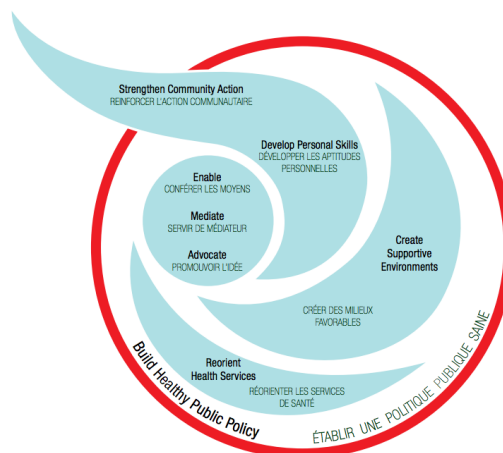 Strengthen Community Action
REINFORCER L'ACTION COMMUNAUTAIRE
Develop Personal Skills
DÉVELOPPER LES APTITUDES
PERSONNELLES
Enable
CONFÉRER LES MOYENS
Mediate
SERVIR DE MÉDIATEUR
Advocate
PROMOUVOIR L'IDÉE
Create
Supportive
Environments
CRÉER DES MILIEUX
FAVORABLES
Reorient
Health Services
RÉORIENTER LES SERVICES
DE SANTÉ
Build Healthy Public Policy
ÉTABLIR UNE POLITIQUE PUBLIQUE SAINE